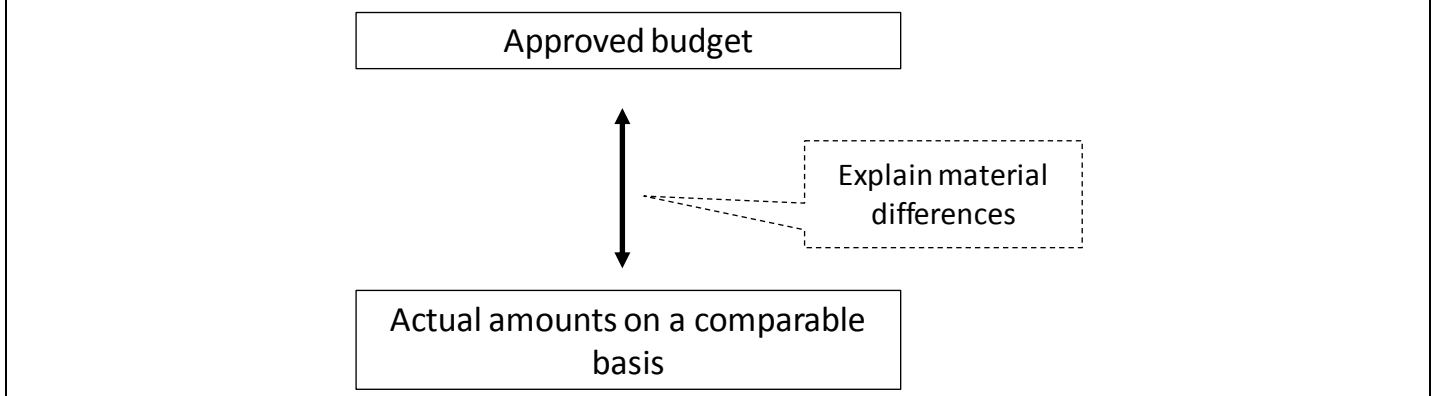 Approved budget
Explain material
differences
Actual amounts on a comparable
basis